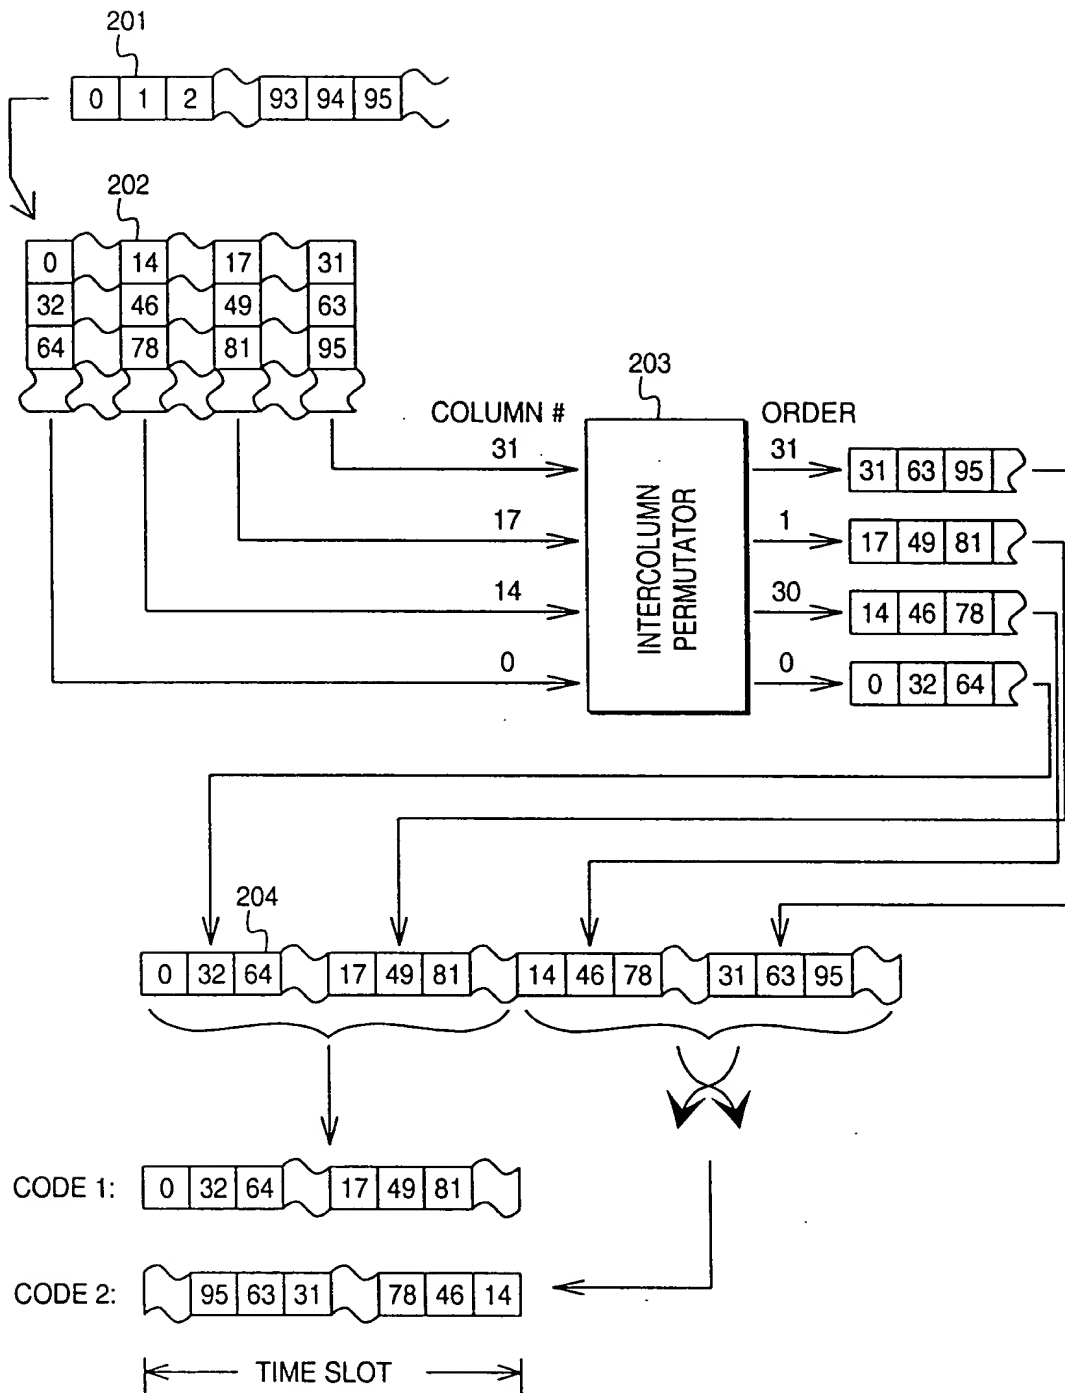 201
0 1 2 93 94 95
202
0 14 17 31
32 46 49 63
64 78 81 95
203
COLUMN # ORDER
31 31 31 63 95
17 1 17 49 81
14 30 14 46 78
0 0 0 32 64
INTERCOLUMN
PERMUTATOR
204
0 32 64 17 49 81 14 46 78 31 63 95
CODE 1: 0 32 64 17 49 81
CODE 2: 95 63 31 78 46 14
TIME SLOT